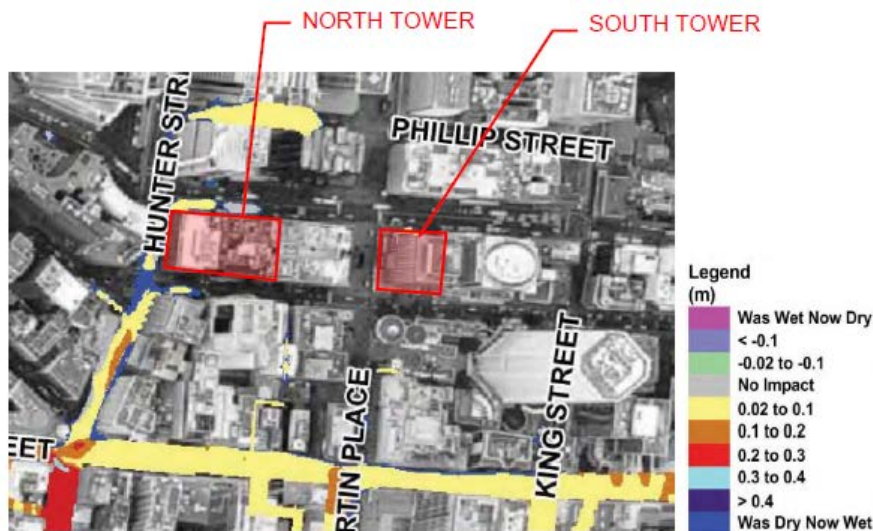 NORTH TOWER
SOUTH TOWER
HUNTER STR
PHILLIP STREET
KING STREET
RTIN PLACE
EET
Legend
(m)
Was Wet Now Dry
< -0.1
-0.02 to -0.1
No Impact
0.02 to 0.1
0.1 to 0.2
0.2 to 0.3
0.3 to 0.4
> 0.4
Was Dry Now Wet